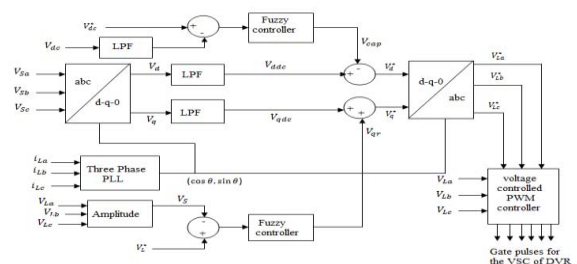 V*dc
Vdc
LPF
Fuzzy
controller
Vcap
VSa
VSb
VSc
abc
d-q-0
Vd
LPF
Vddc
V*d
Vq
LPF
Vqdc
V*q
Vqr
d-q-0
abc
V*La
V*Lb
V*Lc
iLa
iLb
iLc
Three Phase
PLL
(cos θ, sin θ)
VLa
VLb
VLc
Amplitude
VS
V*L
Fuzzy
controller
VLa
VLb
VLc
voltage
controlled
PWM
controller
Gate pulses for
the VSC of DVR